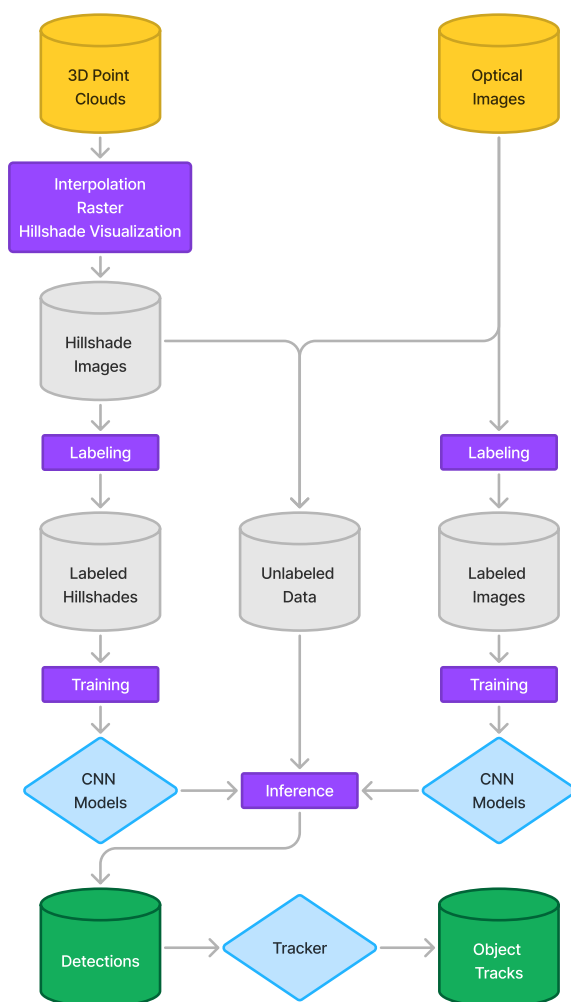 3D Point
Clouds
Optical
Images
Interpolation
Raster
Hillshade Visualization
Hillshade
Images
Labeling
Labeling
Labeled
Hillshades
Unlabeled
Data
Labeled
Images
Training
Training
CNN
Models
Inference
CNN
Models
Detections
Tracker
Object
Tracks